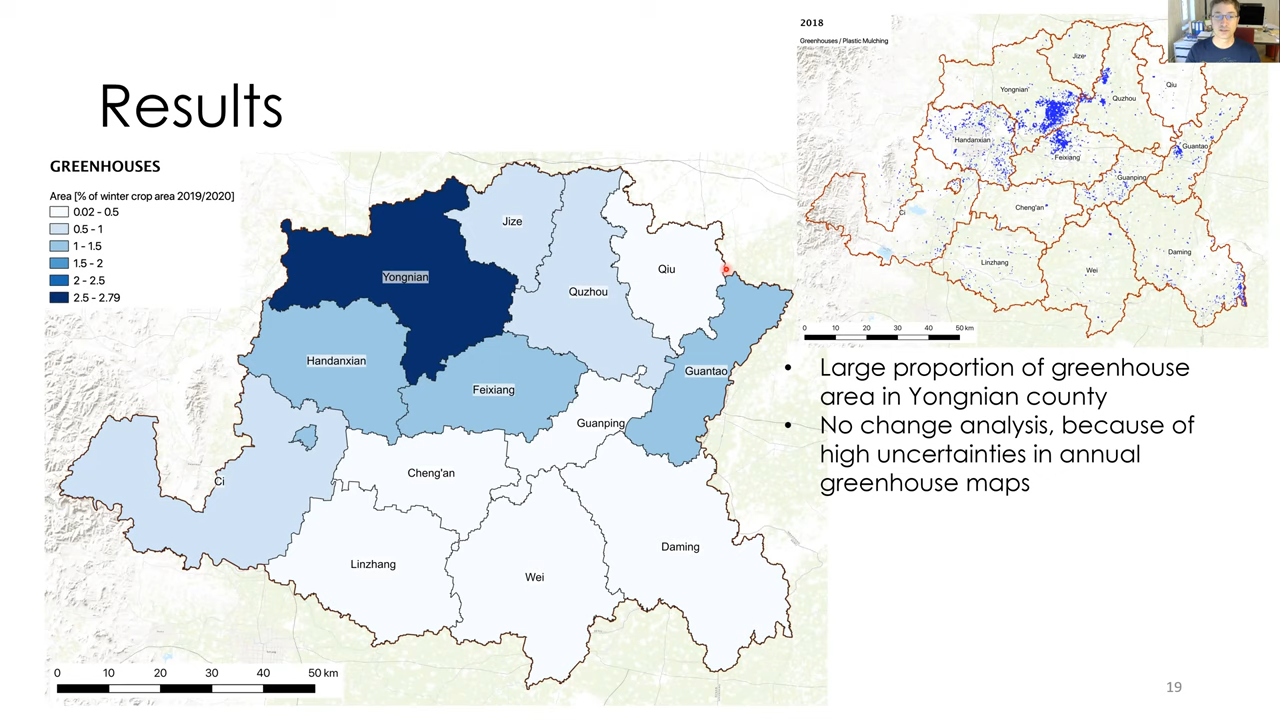 Results
GREENHOUSES
Area [% of winter crop area 2019/2020]
0.02 - 0.5
0.5 - 1
1 - 1.5
1.5 - 2
2 - 2.5
2.5 - 2.79
Jize
Yongnian
Qiu
Quzhou
Handanxian
Guantao
Feixiang
Guanping
Cheng'an
Ci
Daming
Linzhang
Wei
0 10 20 30 40 50 km
2018
Greenhouses / Plastic Mulching
Jize
Yongnian
Qiu
Quzhou
Handanxian
Guantao
Feixiang
Guanping
Cheng'an
Ci
Daming
Linzhang
Wei
0 10 20 30 40 50 km
• Large proportion of greenhouse
area in Yongnian county
• No change analysis, because of
high uncertainties in annual
greenhouse maps
19